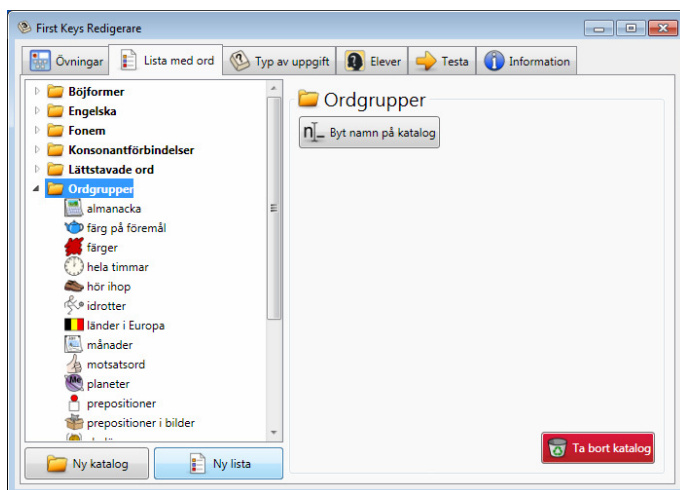 First Keys Redigerare
Övningar Lista med ord Typ av uppgift Elever Testa Information
Böjformer
Engelska
Fonem
Konsonantförbindelser
Lättstavade ord
Ordgrupper
almanacka
färg på föremål
färger
hela timmar
hör ihop
idrotter
länder i Europa
månader
motsatsord
planeter
prepositioner
prepositioner i bilder
Ny katalog Ny lista
Ordgrupper
Byt namn på katalog
Ta bort katalog